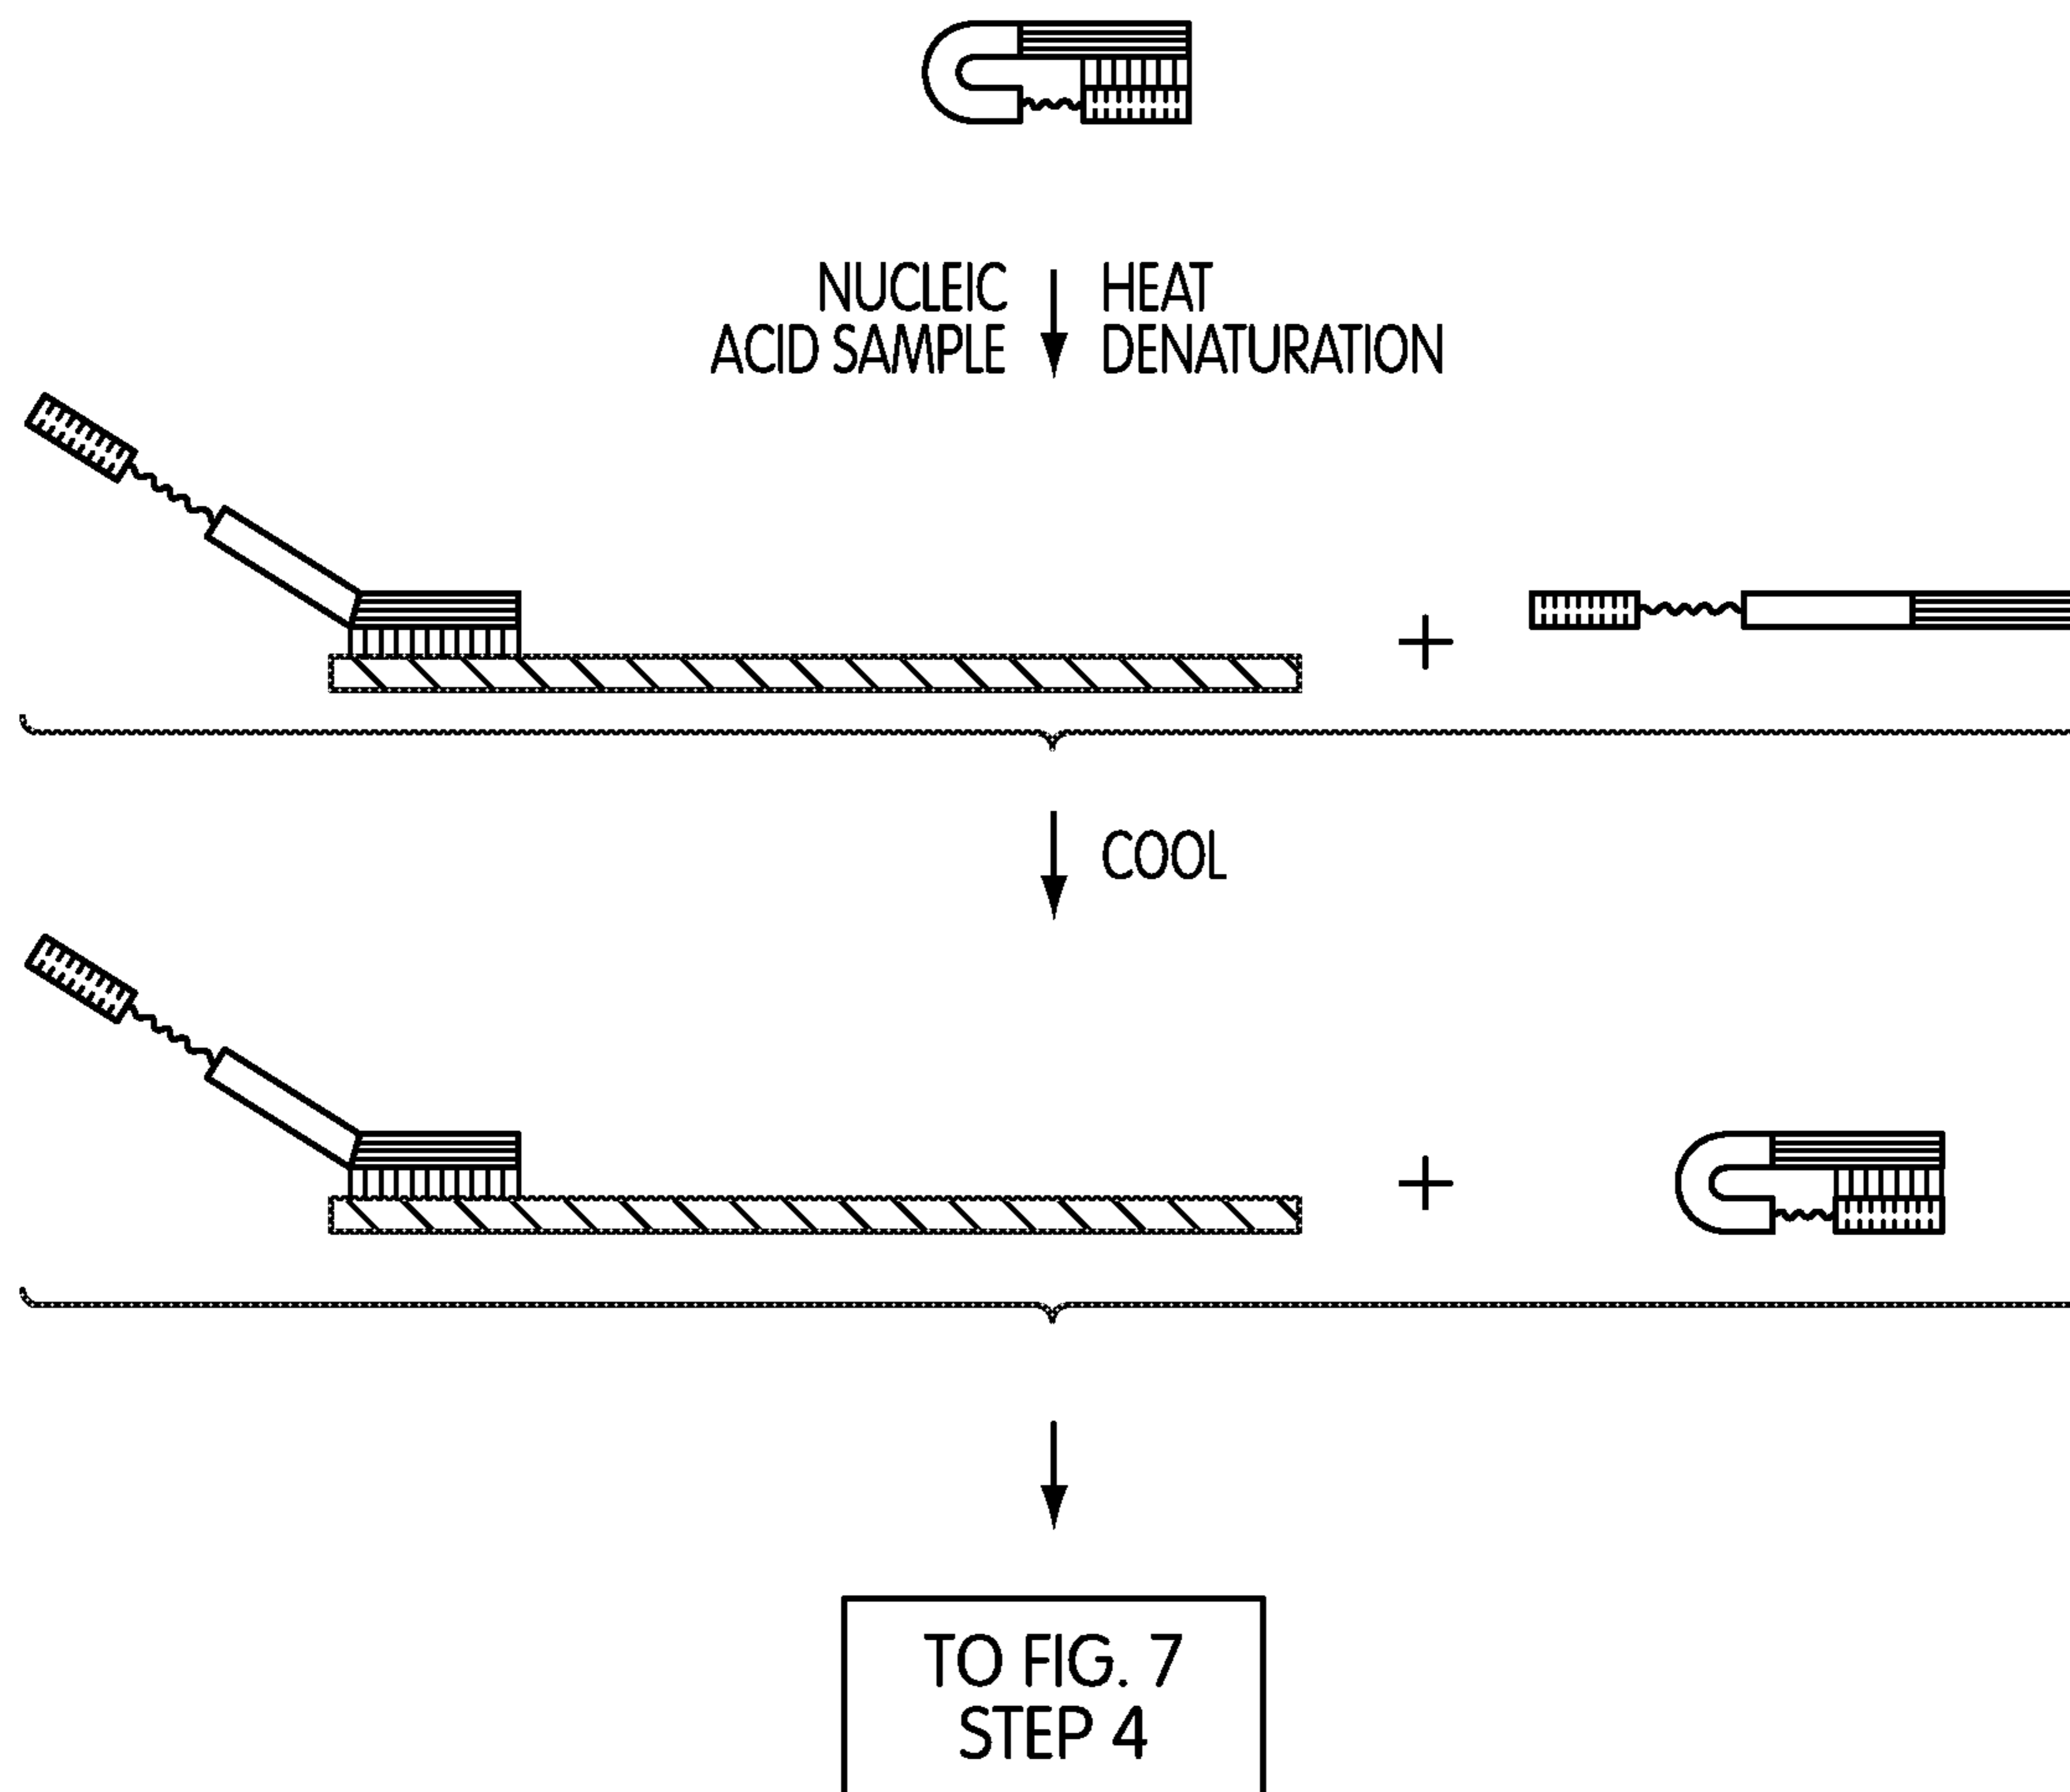 NUCLEIC
ACID SAMPLE
HEAT
DENATURATION
COOL
TO FIG. 7
STEP 4